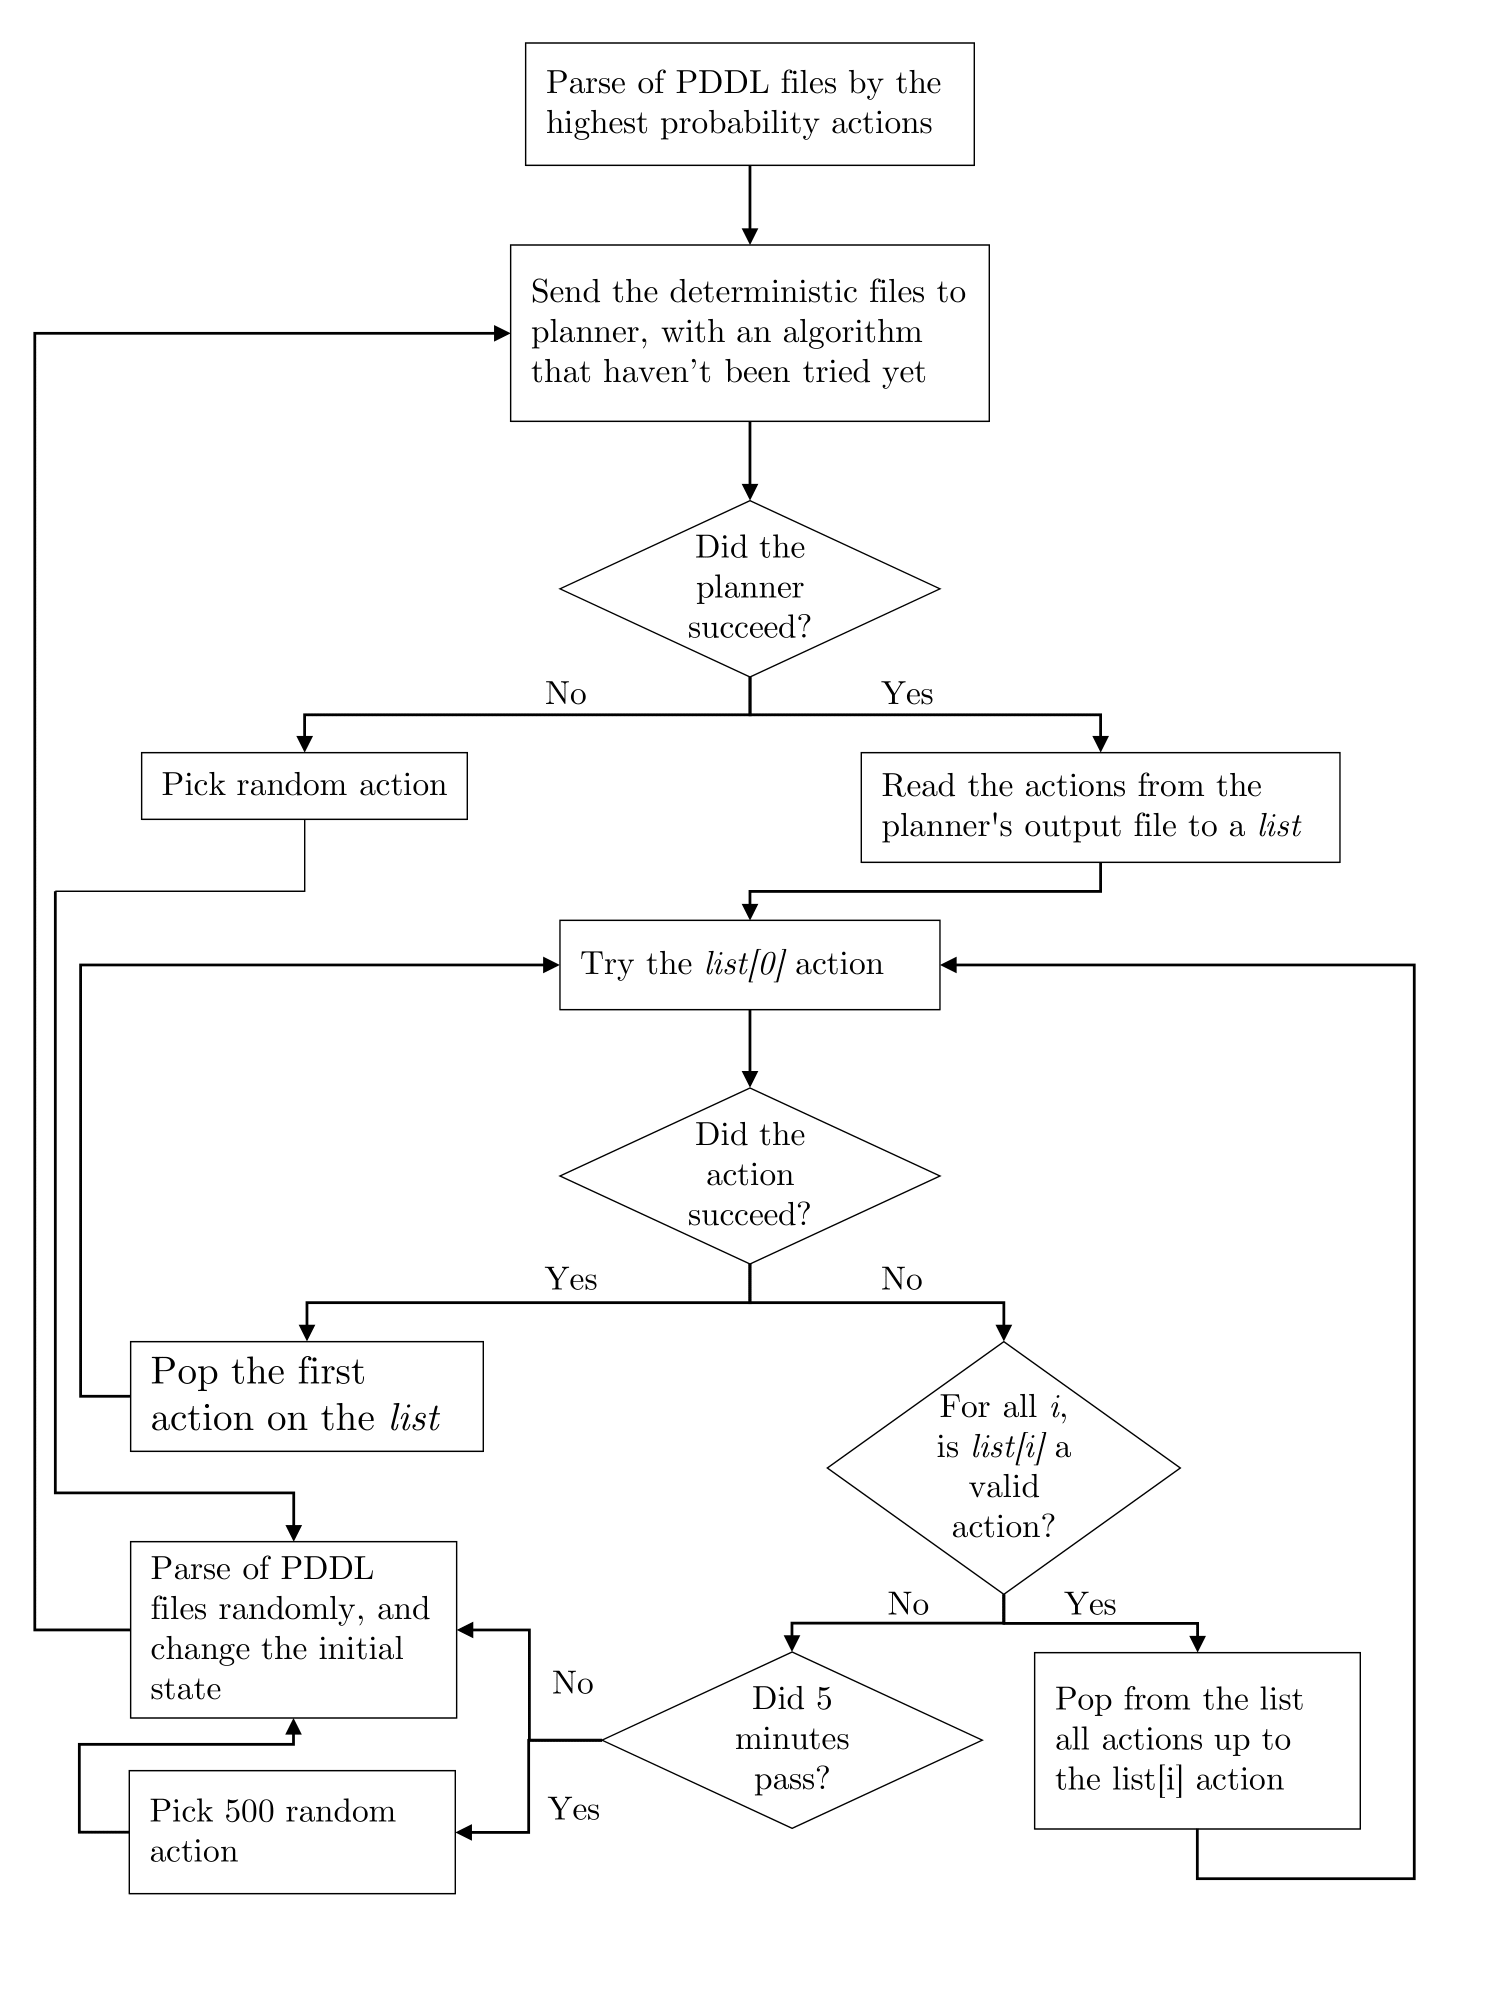 Parse of PDDL files by the
highest probability actions
Send the deterministic files to
planner, with an algorithm
that haven't been tried yet
Did the
planner
succeed?
No
Yes
Pick random action
Read the actions from the
planner's output file to a list
Try the list[0] action
Did the
action
succeed?
Yes
No
Pop the first
action on the list
For all i,
is list[i] a
valid
action?
No
Yes
Parse of PDDL
files randomly, and
change the initial
state
No
Did 5
minutes
pass?
Pop from the list
all actions up to
the list[i] action
Yes
Pick 500 random
action